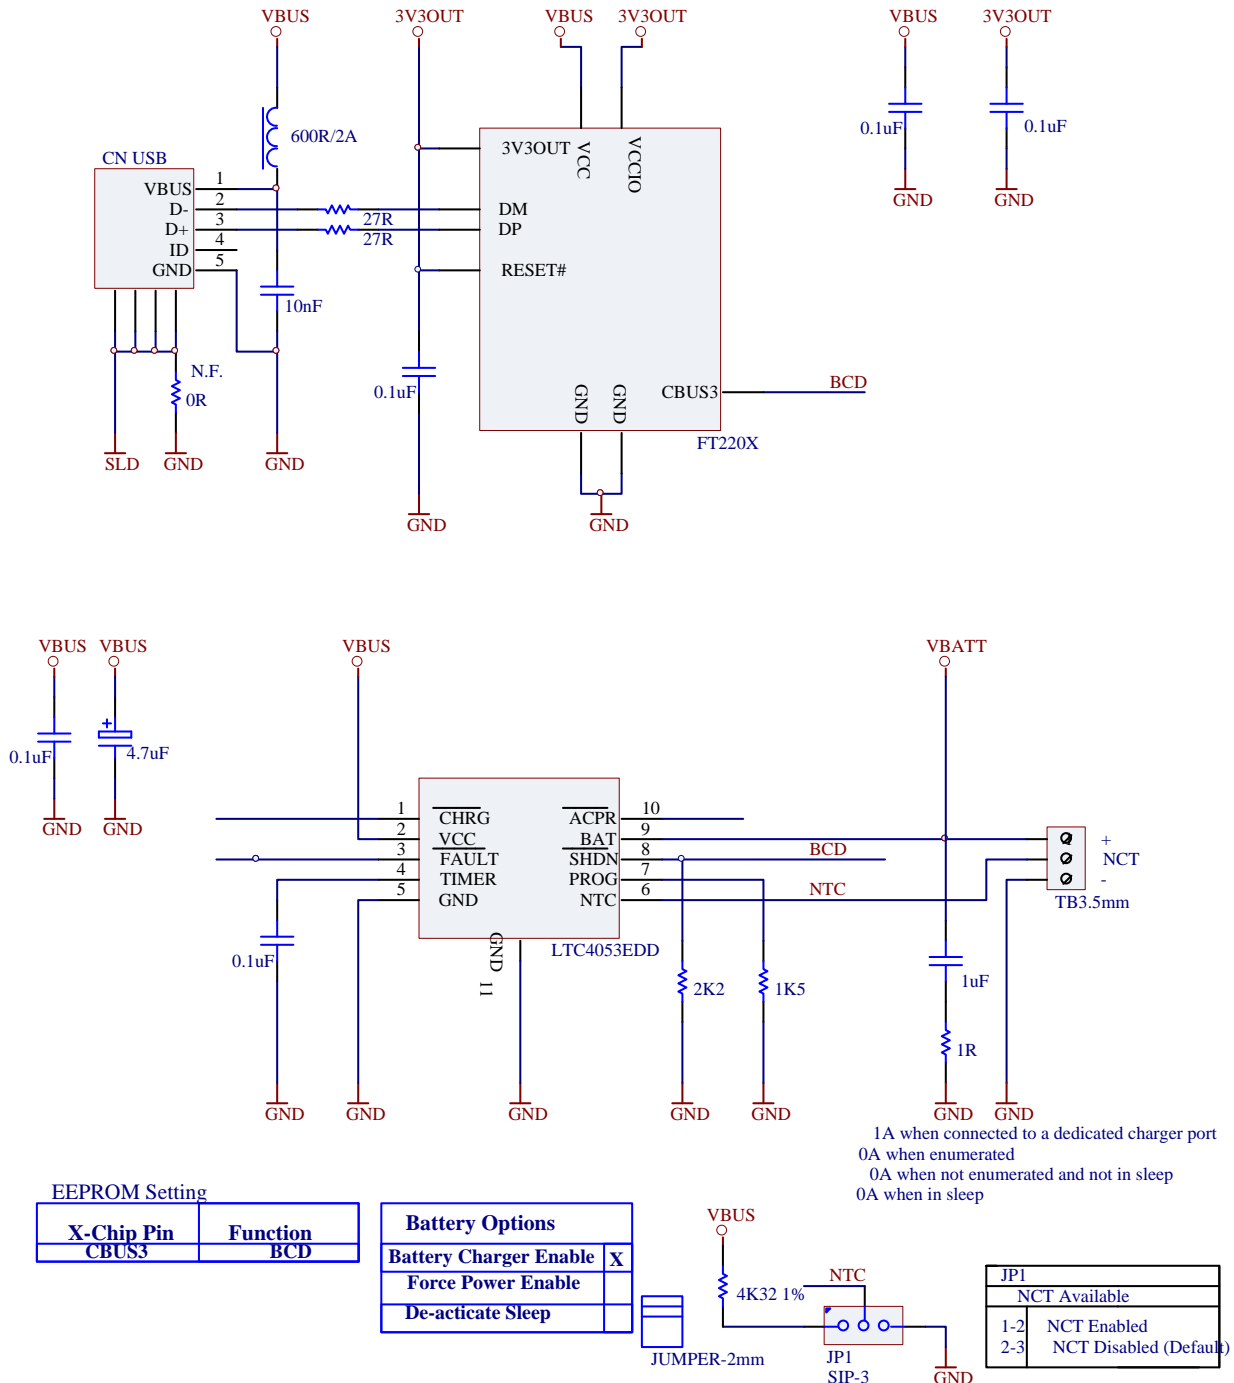 VBUS 3V3OUT VBUS 3V3OUT VBUS 3V3OUT
600R/2A
0.1uF 0.1uF
GND GND
CN USB
VBUS 1
D- 2
D+ 3
ID 4
GND 5
27R
27R
10nF
N.F.
0R
SLD GND GND
0.1uF
GND
3V3OUT
VCC
VCCIO
DM
DP
RESET#
GND
GND
CBUS3
BCD
FT220X
GND
VBUS VBUS VBUS VBATT
0.1uF
4.7uF
GND GND
1 CHRG ACPR 10
2 VCC BAT 9
3 FAULT SHDN 8
4 TIMER PROG 7
5 GND NTC 6
GND 11
LTC4053EDD
BCD
NTC
+
NCT
-
TB3.5mm
0.1uF
2K2
1K5
1uF
1R
GND GND GND GND GND GND GND
1A when connected to a dedicated charger port
0A when enumerated
0A when not enumerated and not in sleep
0A when in sleep
EEPROM Setting
X-Chip Pin Function
CBUS3 BCD
Battery Options
Battery Charger Enable X
Force Power Enable
De-acticate Sleep
JUMPER-2mm
VBUS
4K32 1%
NTC
JP1
SIP-3
GND
JP1
NCT Available
1-2 NCT Enabled
2-3 NCT Disabled (Default)